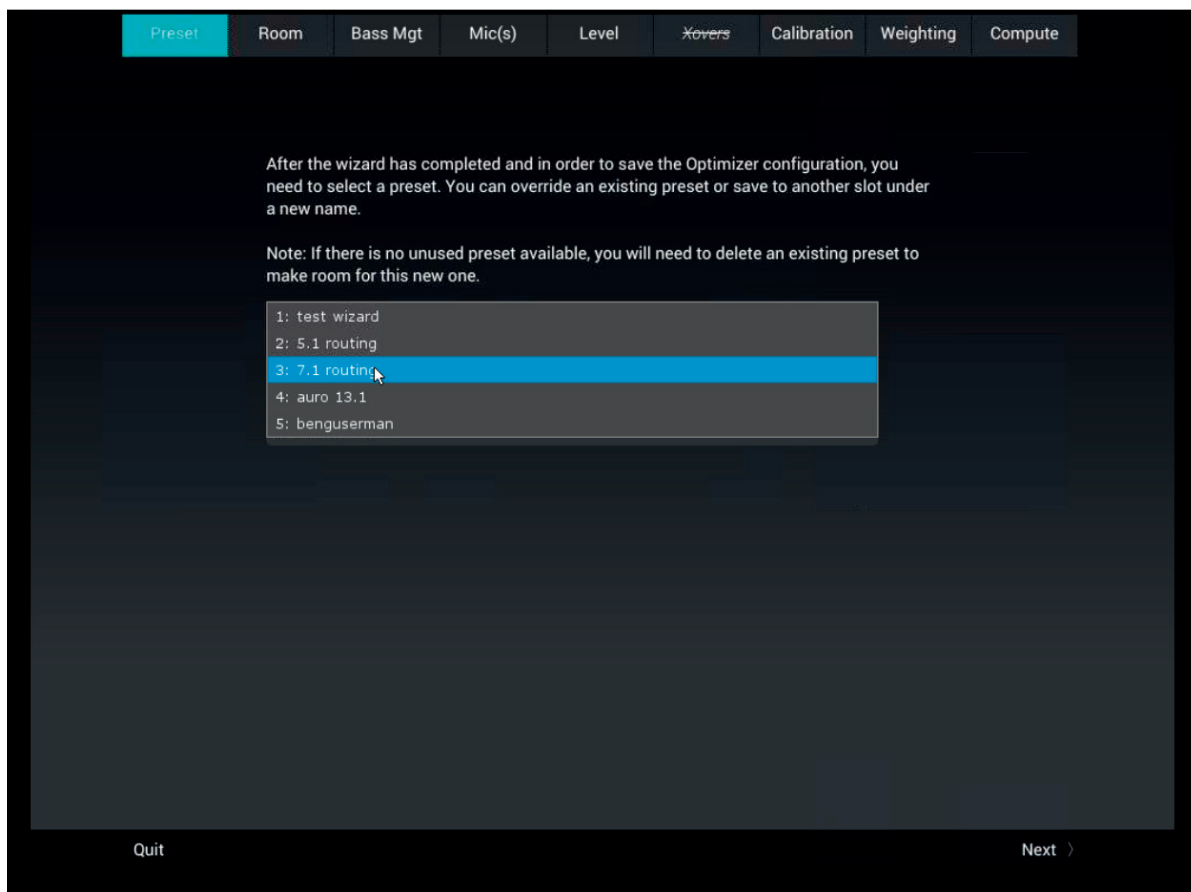 Preset Room Bass Mgt Mic(s) Level Xovers Calibration Weighting Compute
After the wizard has completed and in order to save the Optimizer configuration, you
need to select a preset. You can override an existing preset or save to another slot under
a new name.
Note: If there is no unused preset available, you will need to delete an existing preset to
make room for this new one.
1: test wizard
2: 5.1 routing
3: 7.1 routing
4: auro 13.1
5: benguserman
Quit Next 〉